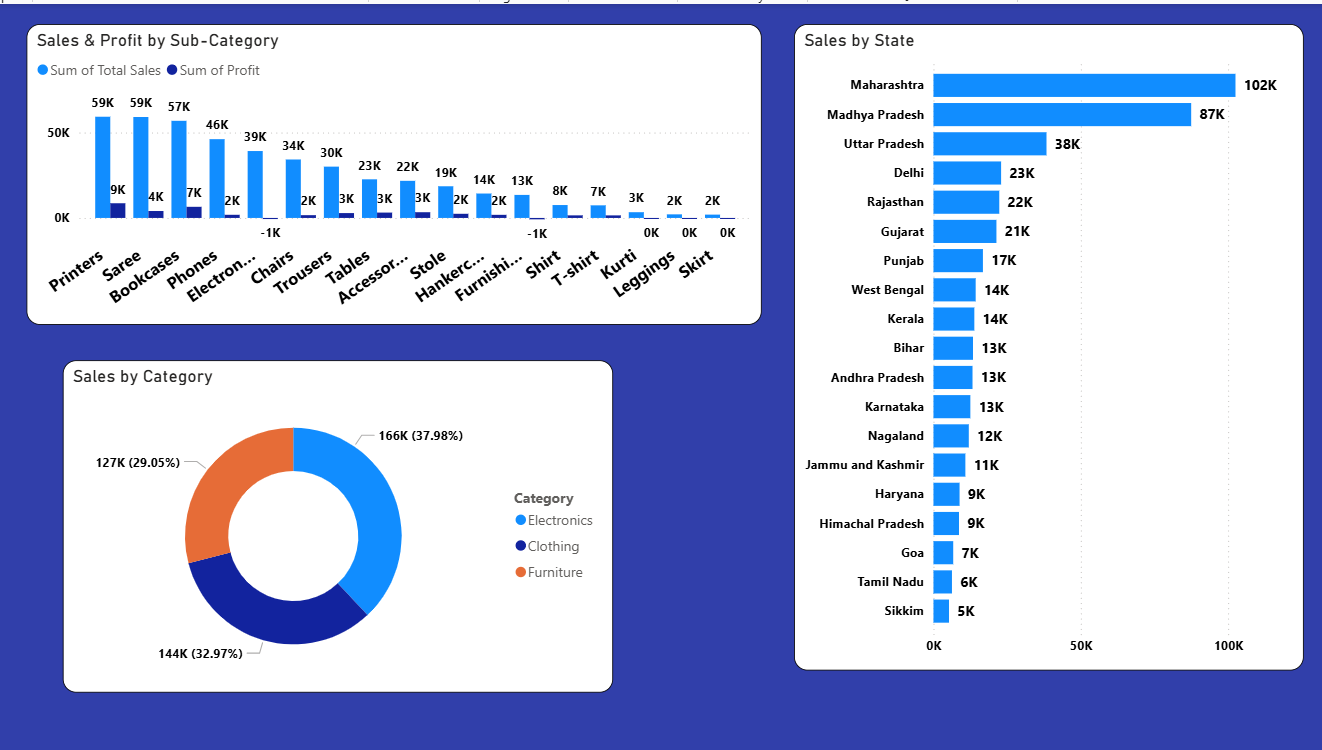 Sales & Profit by Sub-Category
Sum of Total Sales Sum of Profit
59K 59K 57K 46K 39K 34K 30K 23K 22K 19K 14K 13K 8K 7K 3K 2K 2K
50K
9K 4K 7K 2K 2K 3K 3K 3K 2K 2K
0K
-1K -1K 0K 0K 0K
Printers Saree Bookcases Phones Electron... Chairs Trousers Tables Accessor... Stole Hankerc... Furnishi... Shirt T-shirt Kurti Leggings Skirt
Sales by Category
166K (37.98%)
127K (29.05%)
144K (32.97%)
Category
Electronics
Clothing
Furniture
Sales by State
Maharashtra 102K
Madhya Pradesh 87K
Uttar Pradesh 38K
Delhi 23K
Rajasthan 22K
Gujarat 21K
Punjab 17K
West Bengal 14K
Kerala 14K
Bihar 13K
Andhra Pradesh 13K
Karnataka 13K
Nagaland 12K
Jammu and Kashmir 11K
Haryana 9K
Himachal Pradesh 9K
Goa 7K
Tamil Nadu 6K
Sikkim 5K
0K 50K 100K